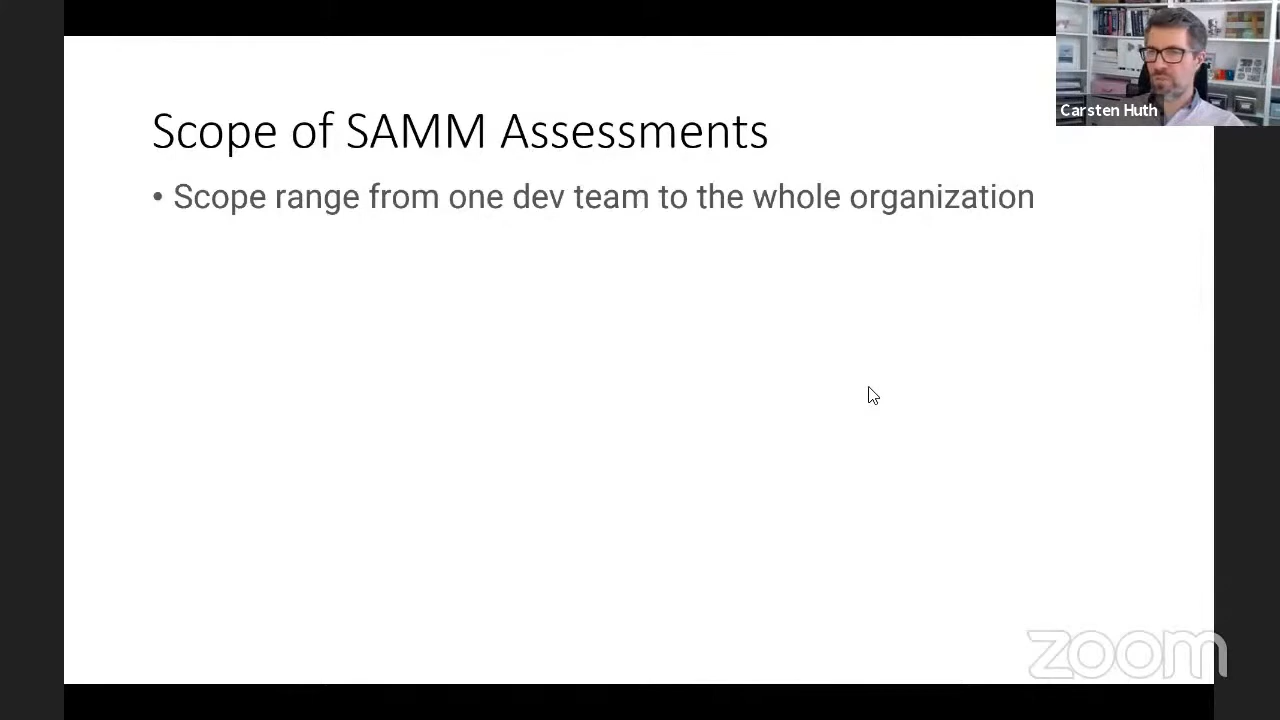 Carsten Huth
Scope of SAMM Assessments
• Scope range from one dev team to the whole organization
zoom